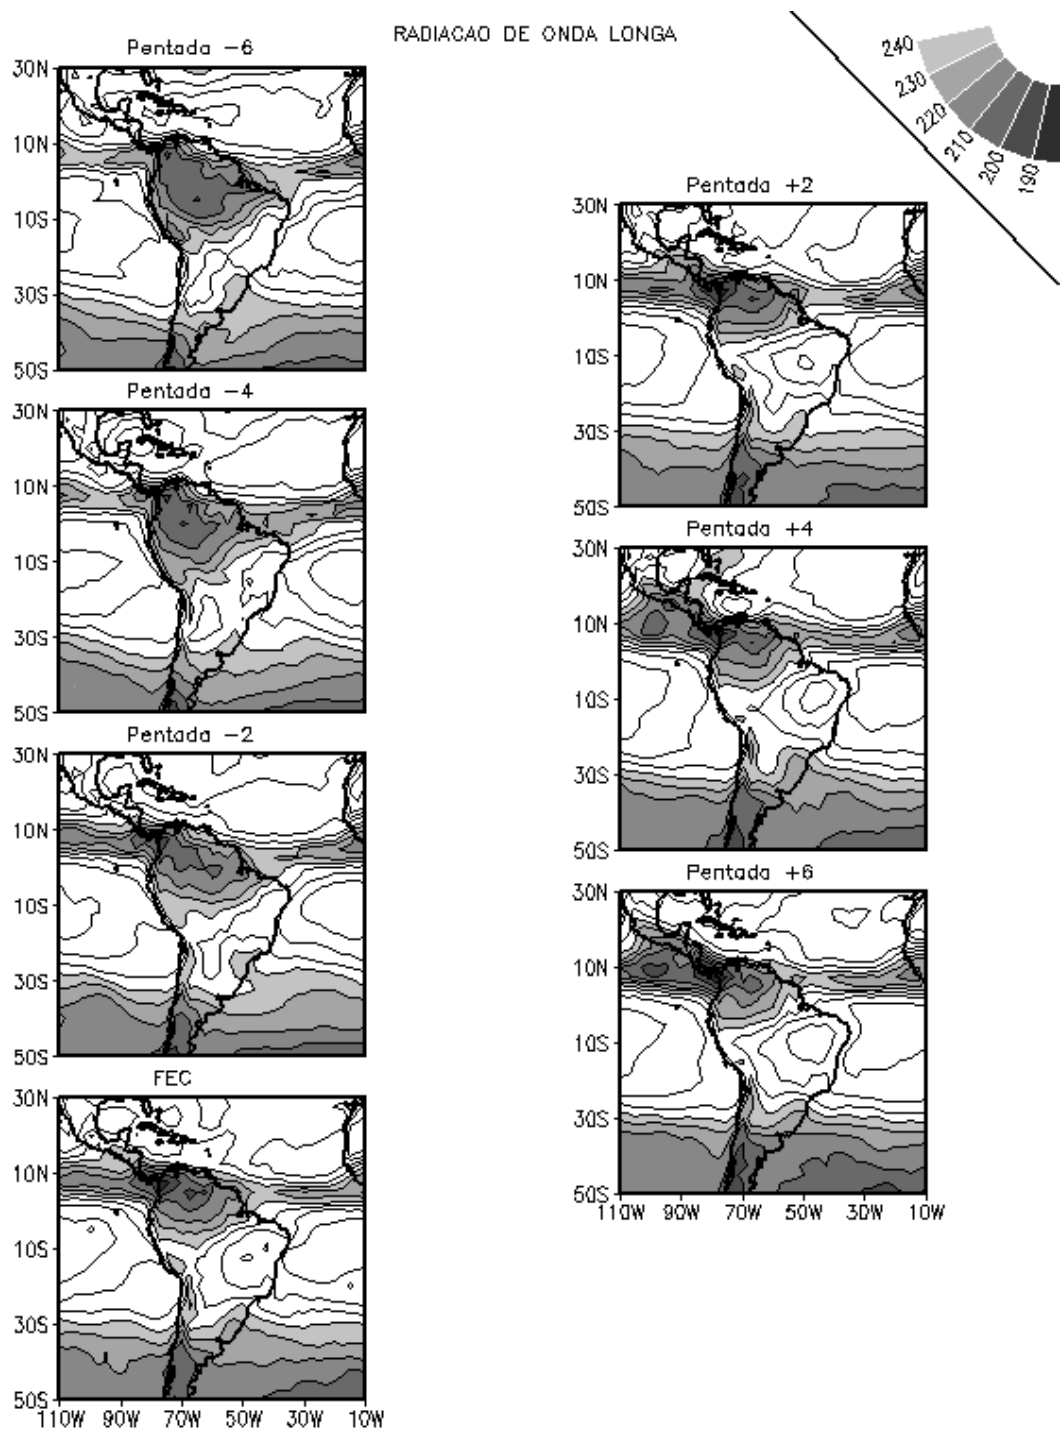 RADIACAO DE ONDA LONGA
240
230
220
210
200
190
Pentada -6
30N
10N
10S
30S
50S
Pentada -4
30N
10N
10S
30S
50S
Pentada -2
30N
10N
10S
30S
50S
FEC
30N
10N
10S
30S
50S
110W 90W 70W 50W 30W 10W
Pentada +2
30N
10N
10S
30S
50S
Pentada +4
30N
10N
10S
30S
50S
Pentada +6
30N
10N
10S
30S
50S
110W 90W 70W 50W 30W 10W